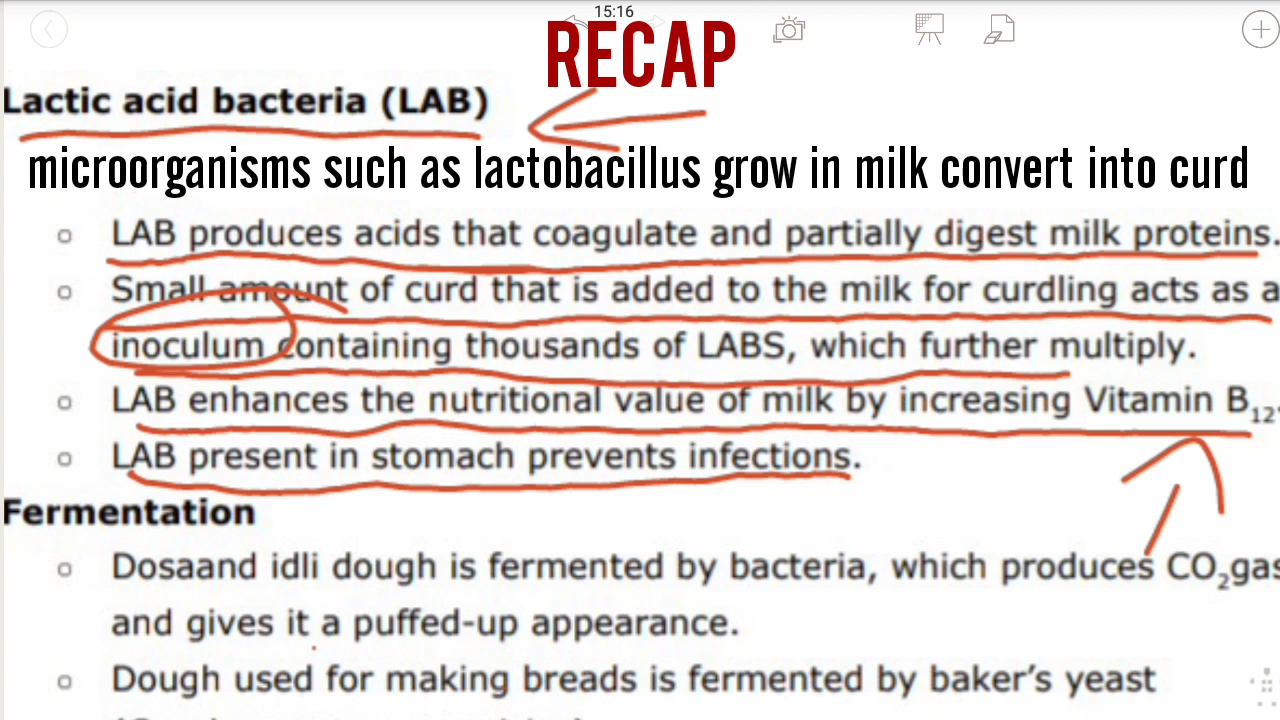 15:16
RECAP
Lactic acid bacteria (LAB)
microorganisms such as lactobacillus grow in milk convert into curd
LAB produces acids that coagulate and partially digest milk proteins.
Small amount of curd that is added to the milk for curdling acts as a
inoculum containing thousands of LABS, which further multiply.
LAB enhances the nutritional value of milk by increasing Vitamin B12.
LAB present in stomach prevents infections.
Fermentation
Dosaand idli dough is fermented by bacteria, which produces CO2gas
and gives it a puffed-up appearance.
Dough used for making breads is fermented by baker's yeast